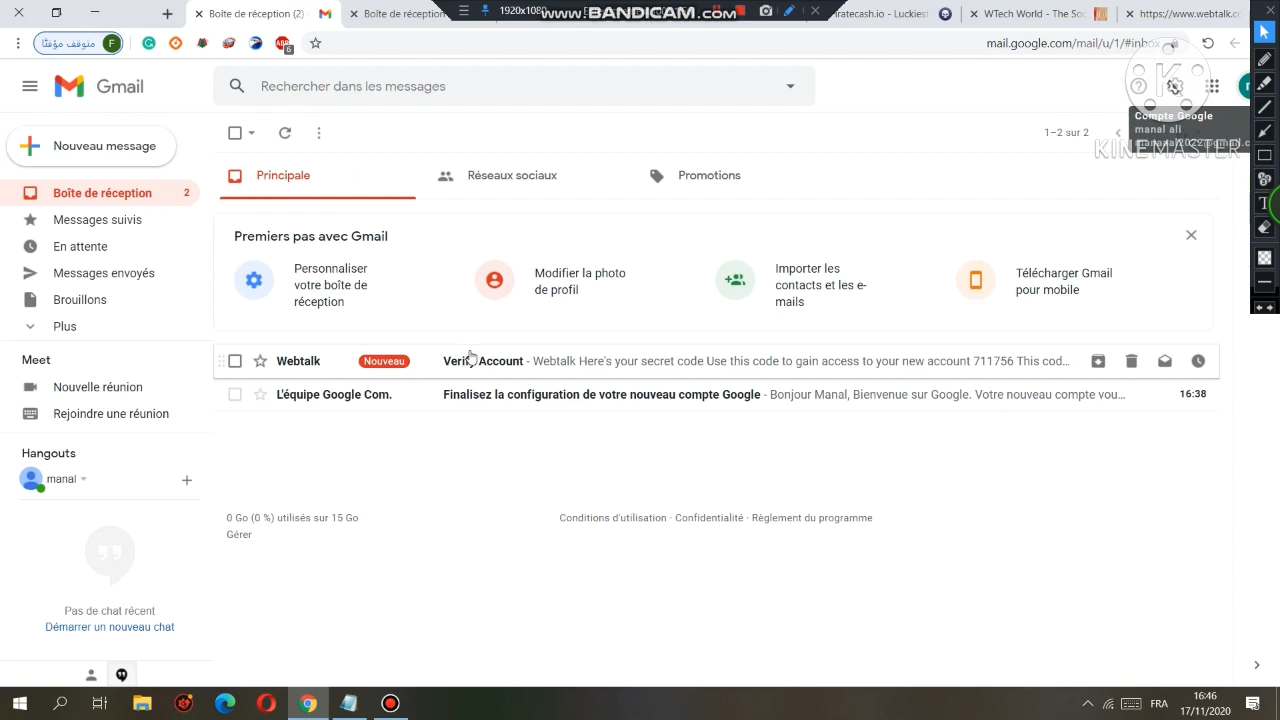 Boîte de réception (2)
Boîte de réception
1920x1080
www.BANDICAM.com
iratecash.or Luckiest
WTech World
https://www.webtalk.cc
متوقف مؤقتًا
F
6
mail.google.com/mail/u/1/#inbox
Gmail
Rechercher dans les messages
Compte Google
manal ali
KINEMASTER
Nouveau message
1–2 sur 2
Principale
Réseaux sociaux
Promotions
Boîte de réception 2
Messages suivis
En attente
Messages envoyés
Brouillons
Plus
Premiers pas avec Gmail
Personnaliser
votre boîte de
réception
Modifier la photo
de profil
Importer les
contacts et les e-
mails
Télécharger Gmail
pour mobile
Webtalk Nouveau Verify Account - Webtalk Here's your secret code Use this code to gain access to your new account 711756 This cod...
L'équipe Google Com. Finalisez la configuration de votre nouveau compte Google - Bonjour Manal, Bienvenue sur Google. Votre nouveau compte vou... 16:38
Meet
Nouvelle réunion
Rejoindre une réunion
Hangouts
manal
Pas de chat récent
Démarrer un nouveau chat
0 Go (0 %) utilisés sur 15 Go
Gérer
Conditions d'utilisation · Confidentialité · Règlement du programme
FRA
16:46
17/11/2020